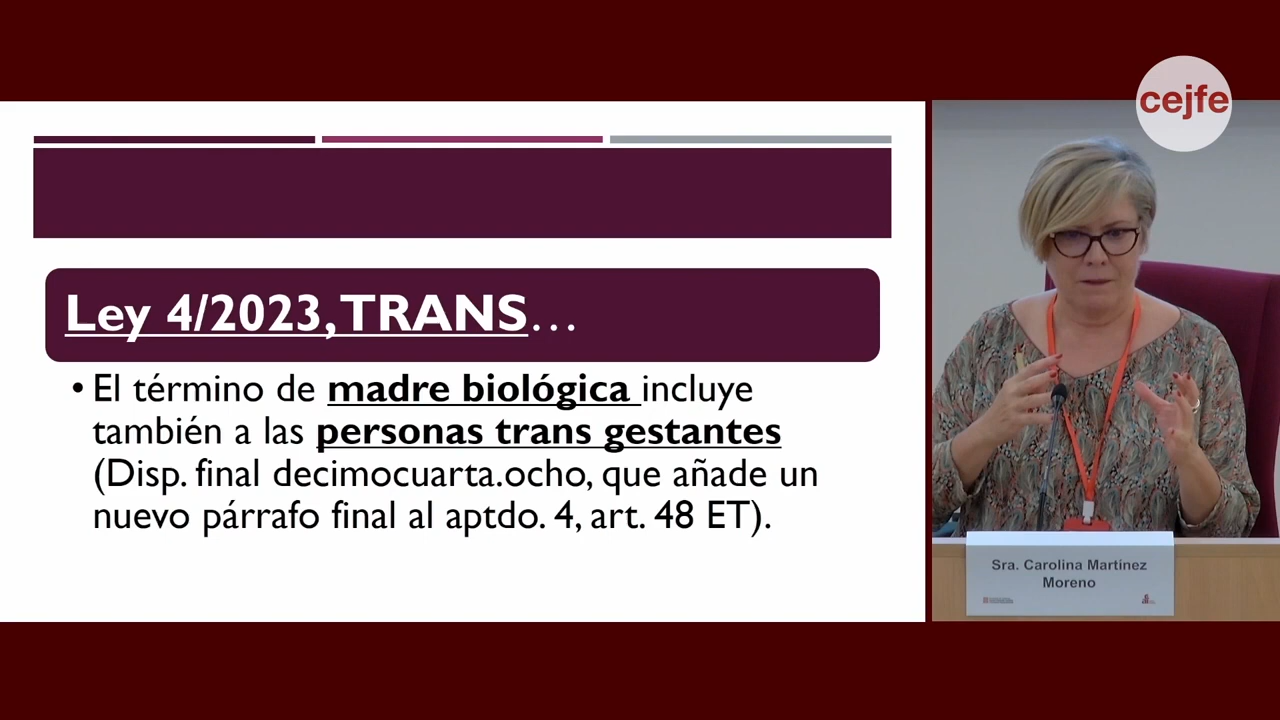 cejfe
Ley 4/2023, TRANS…
• El término de madre biológica incluye
también a las personas trans gestantes
(Disp. final decimocuarta.ocho, que añade un
nuevo párrafo final al aptdo. 4, art. 48 ET).
Sra. Carolina Martínez
Moreno